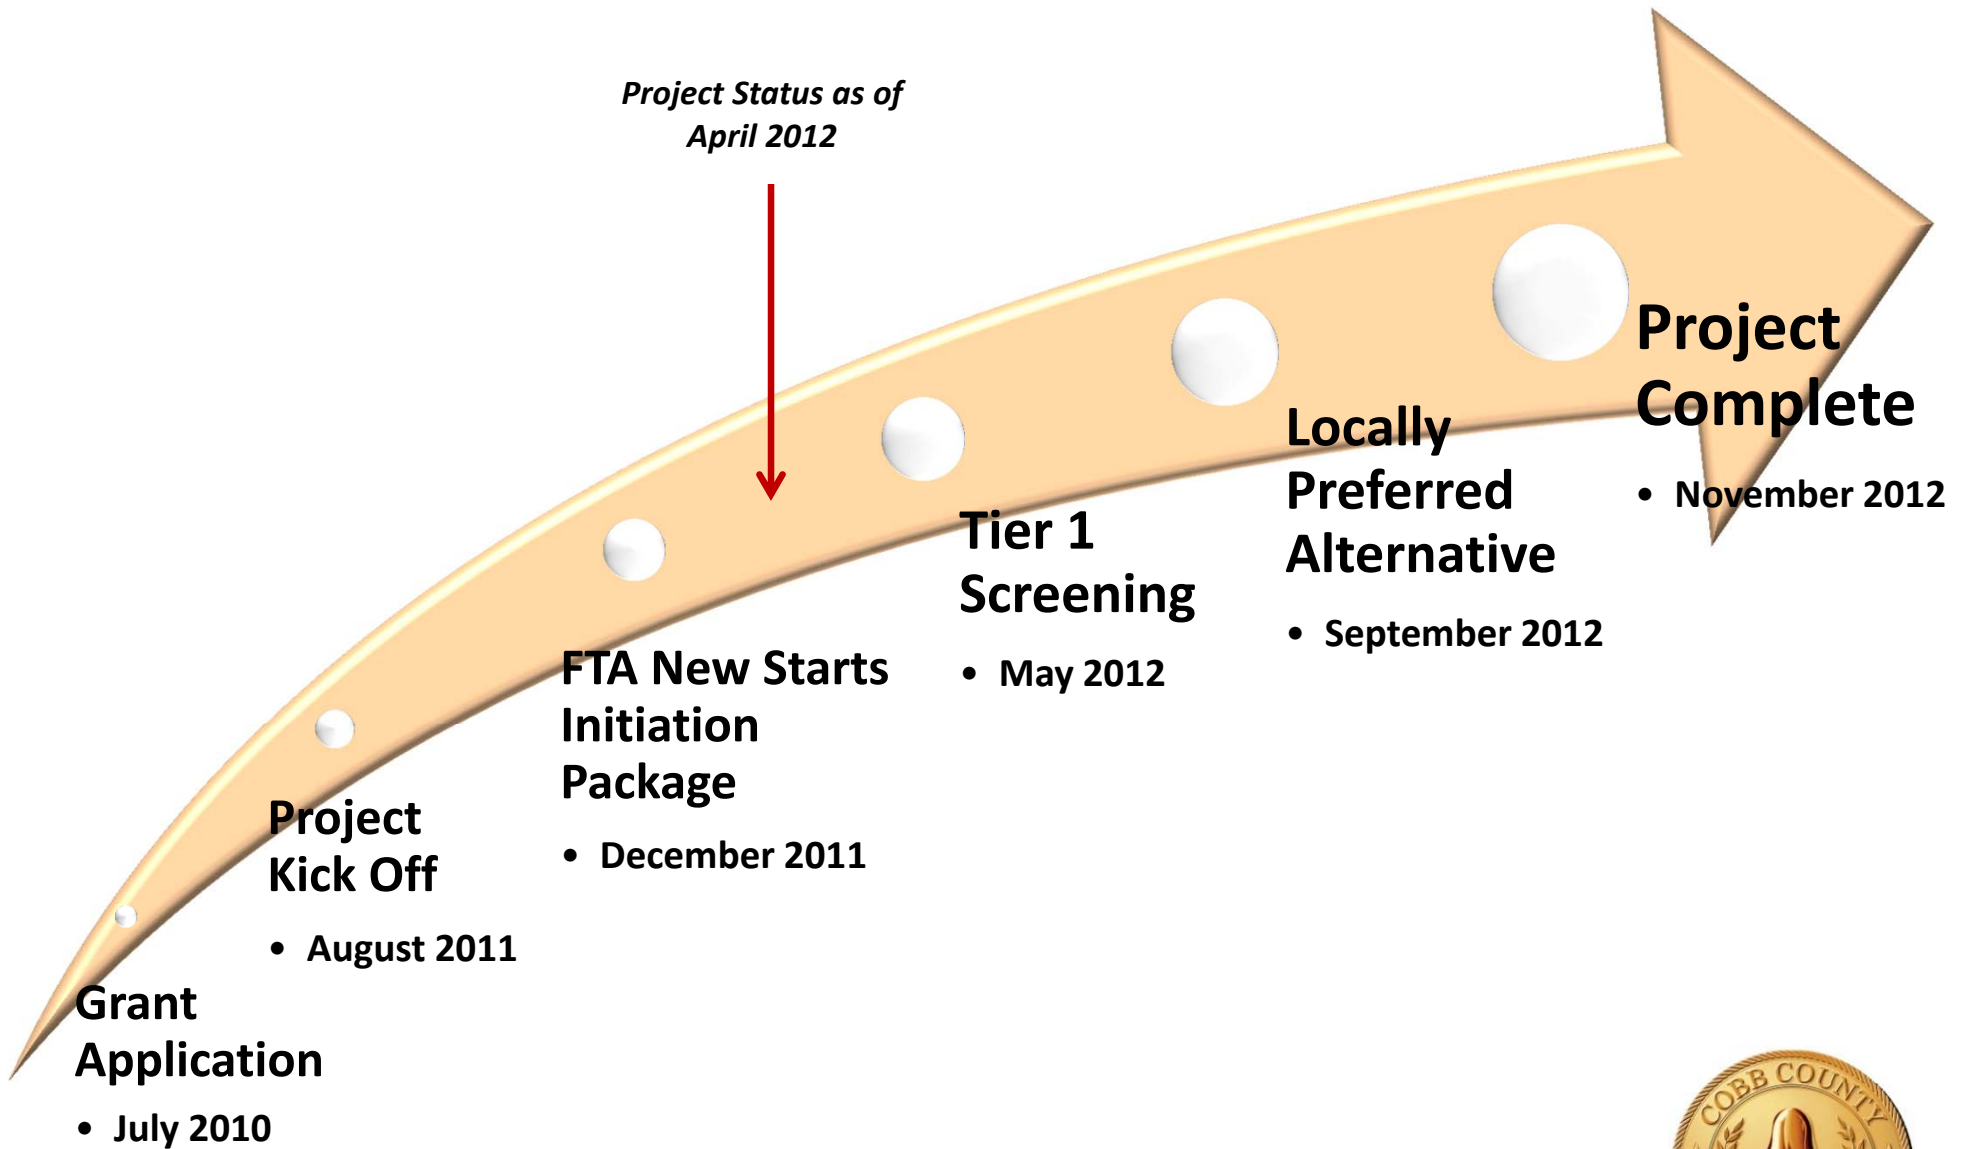 Project Status as of
April 2012
Grant
Application
• July 2010
Project
Kick Off
• August 2011
FTA New Starts
Initiation
Package
• December 2011
Tier 1
Screening
• May 2012
Locally
Preferred
Alternative
• September 2012
Project
Complete
• November 2012
COBB COUNTY